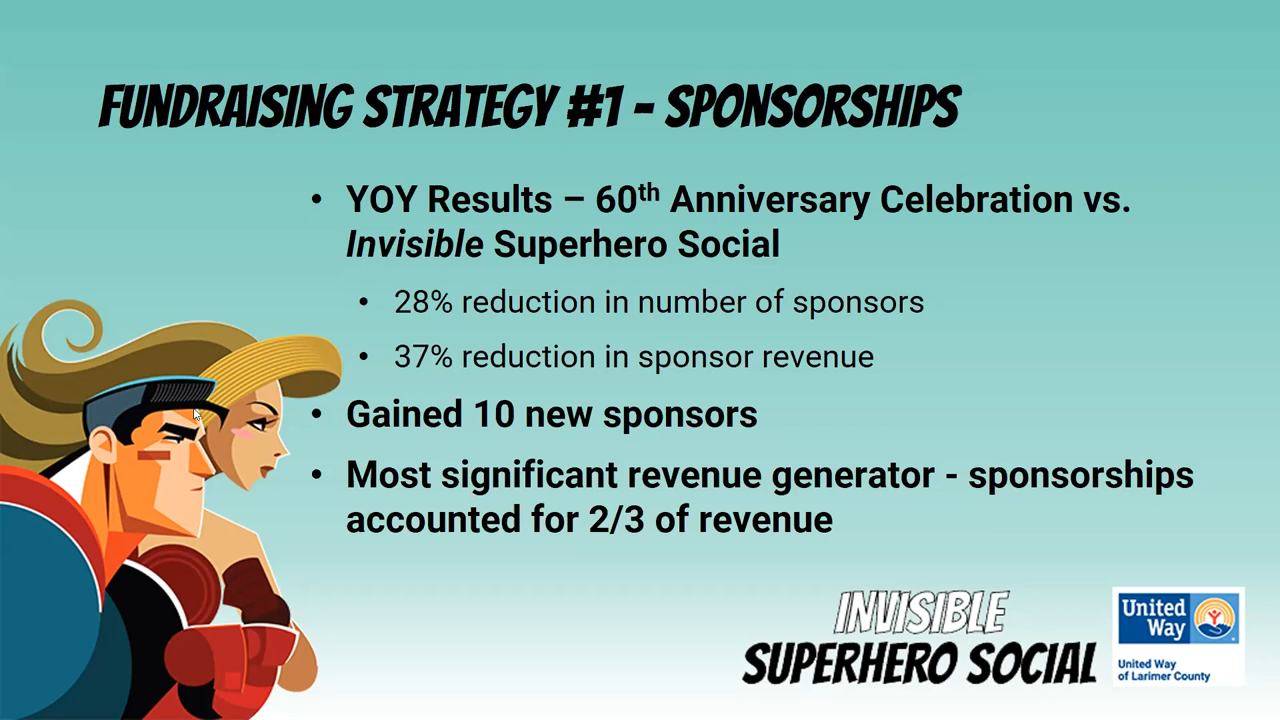 FUNDRAISING STRATEGY #1 - SPONSORSHIPS
• YOY Results – 60th Anniversary Celebration vs.
Invisible Superhero Social
• 28% reduction in number of sponsors
• 37% reduction in sponsor revenue
• Gained 10 new sponsors
• Most significant revenue generator - sponsorships
accounted for 2/3 of revenue
INVISIBLE
SUPERHERO SOCIAL
United
Way
United Way
of Larimer County